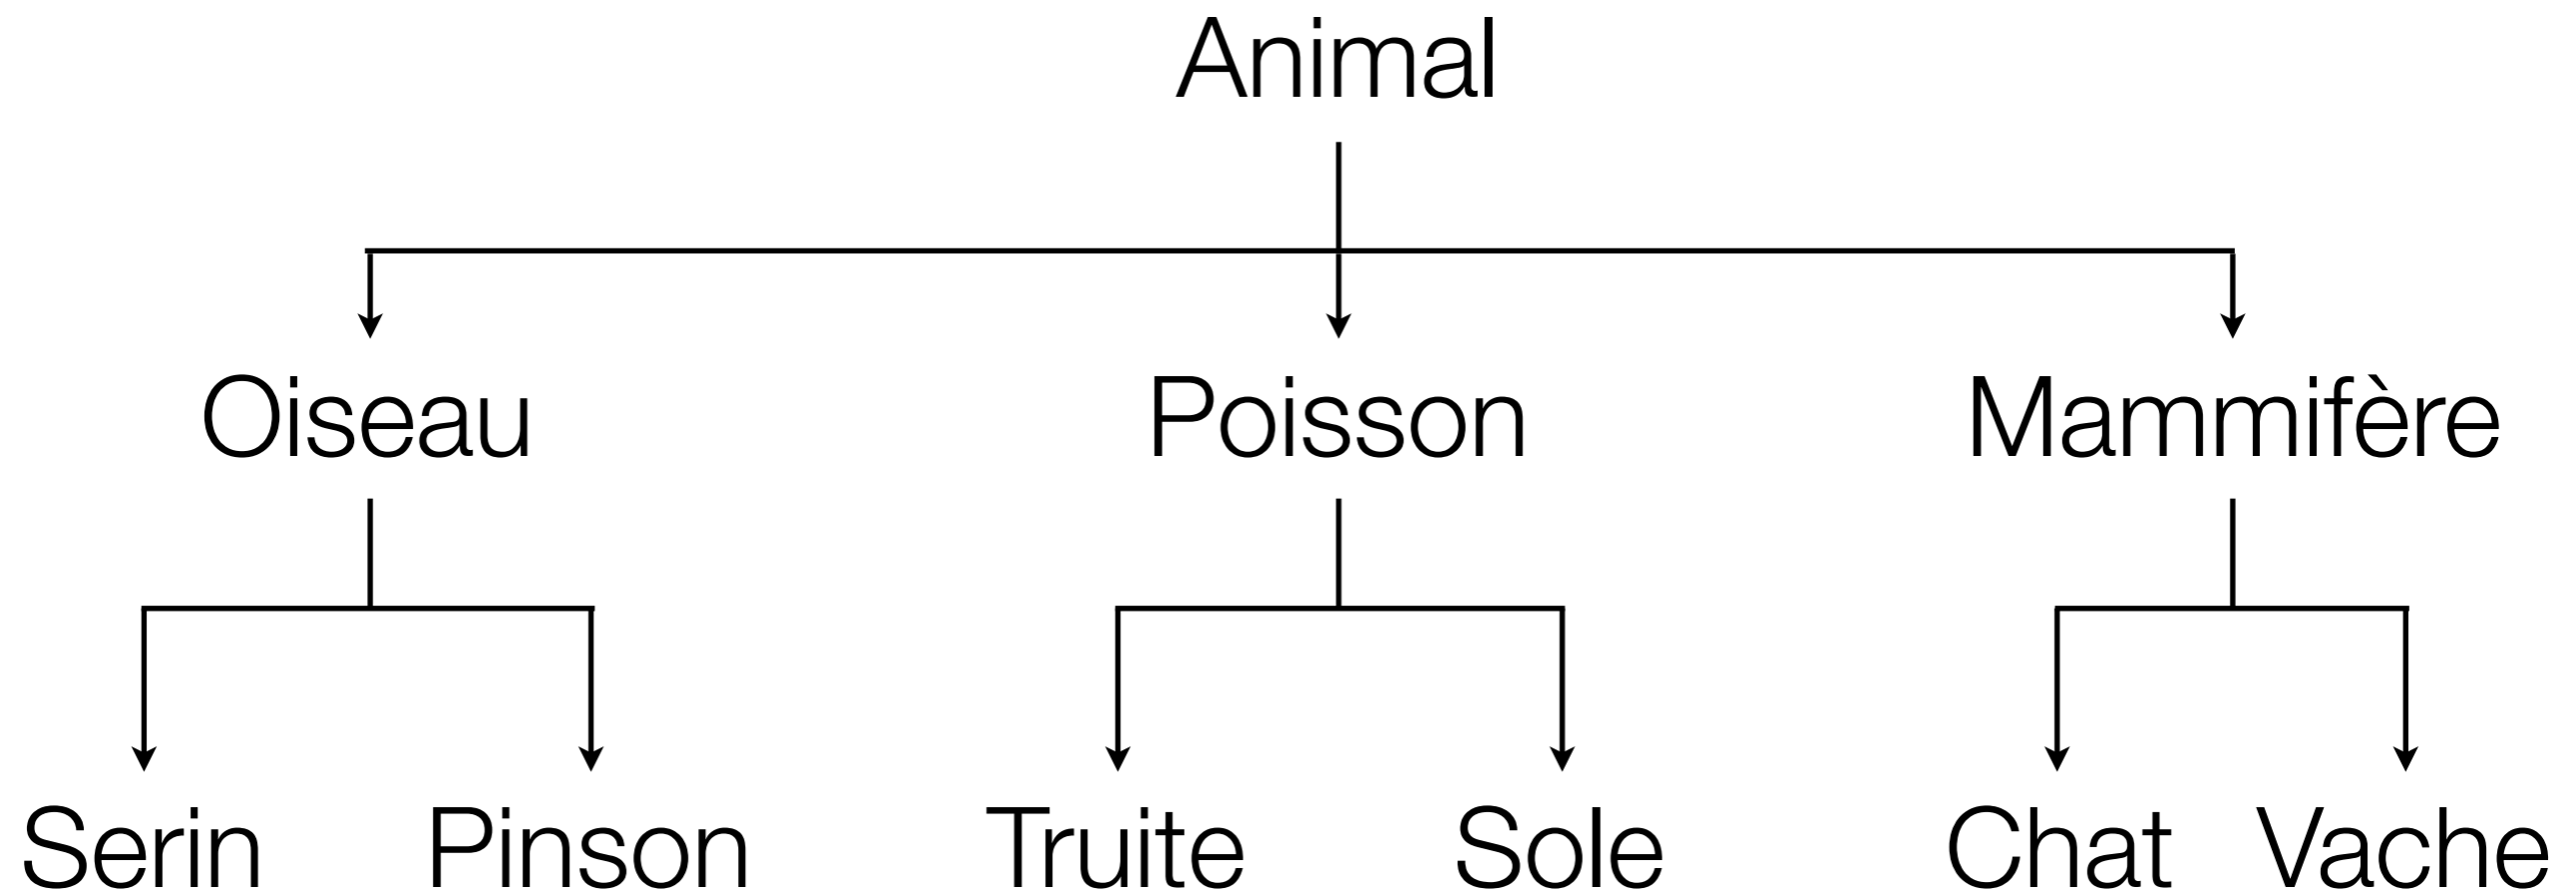 Animal
Oiseau Poisson Mammifère
Serin Pinson Truite Sole Chat Vache